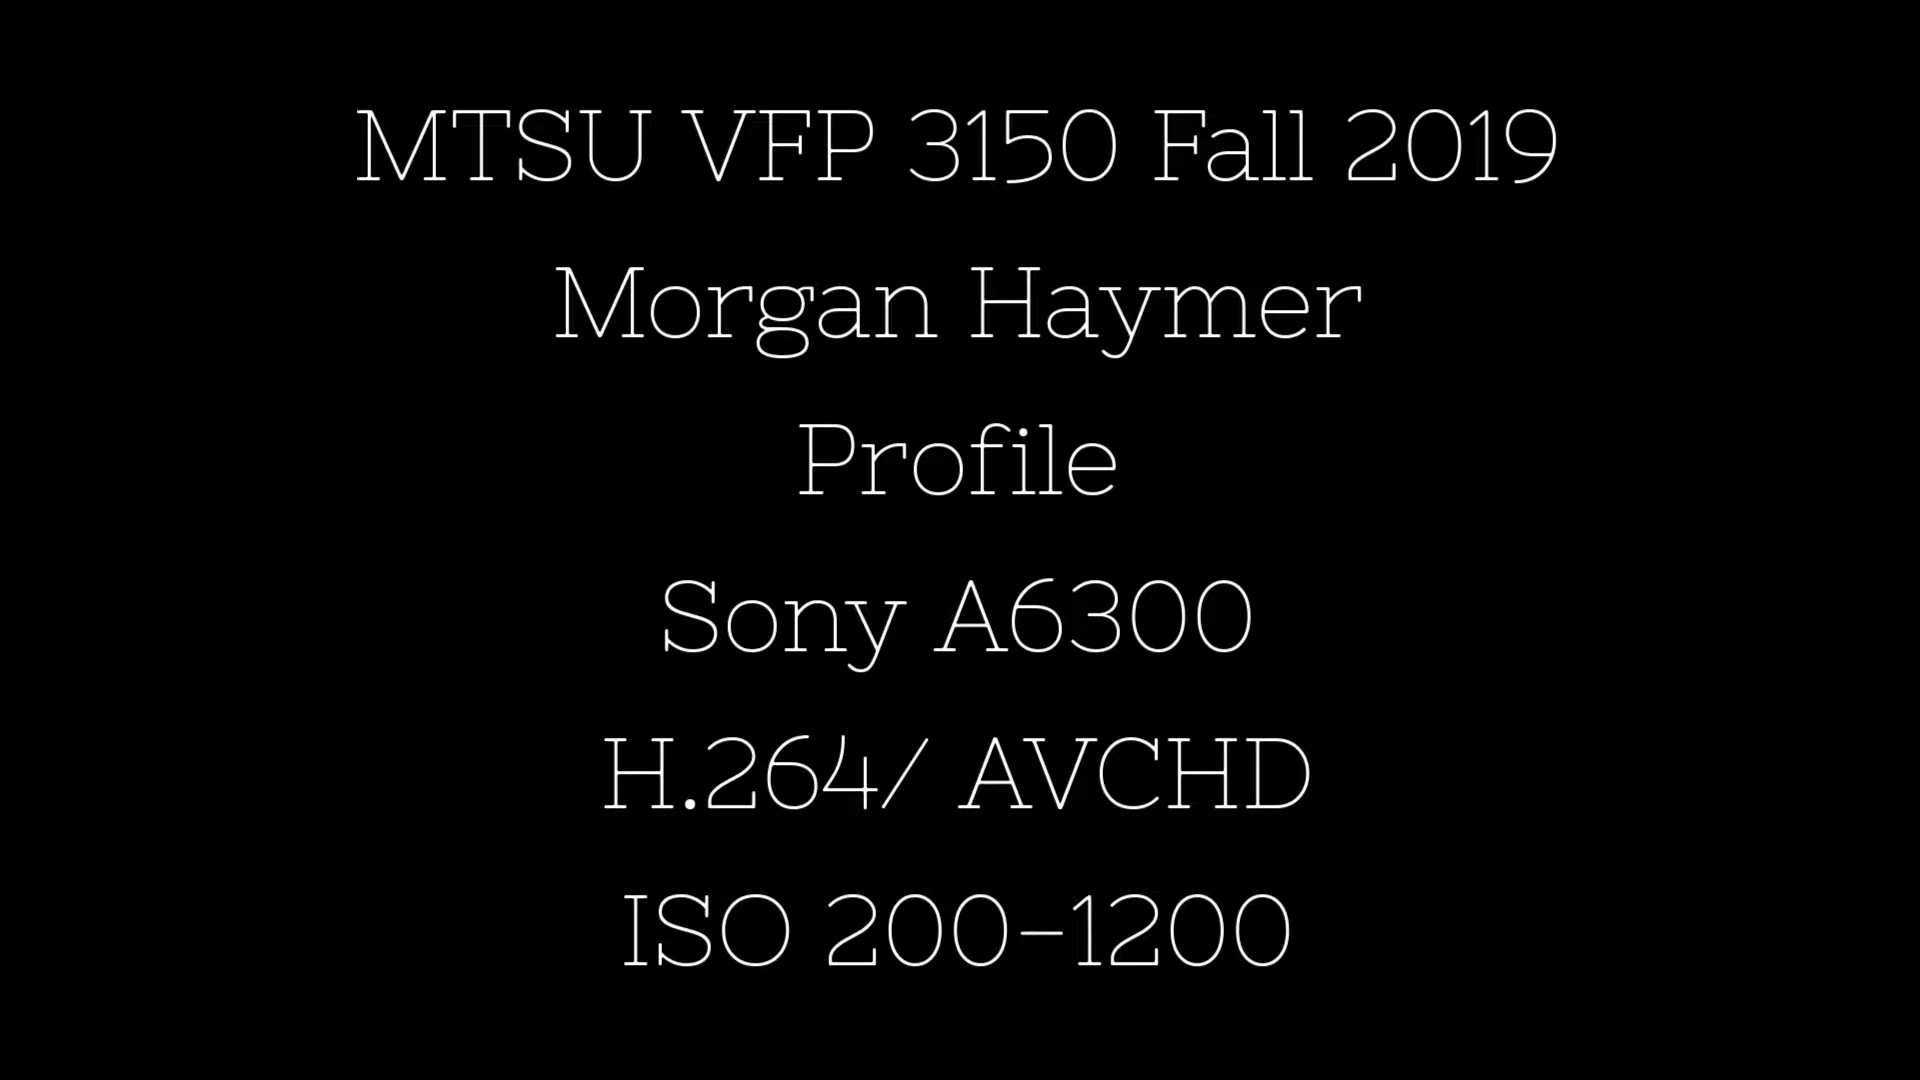 MTSU VFP 3150 Fall 2019
Morgan Haymer
Profile
Sony A6300
H.264/ AVCHD
ISO 200-1200